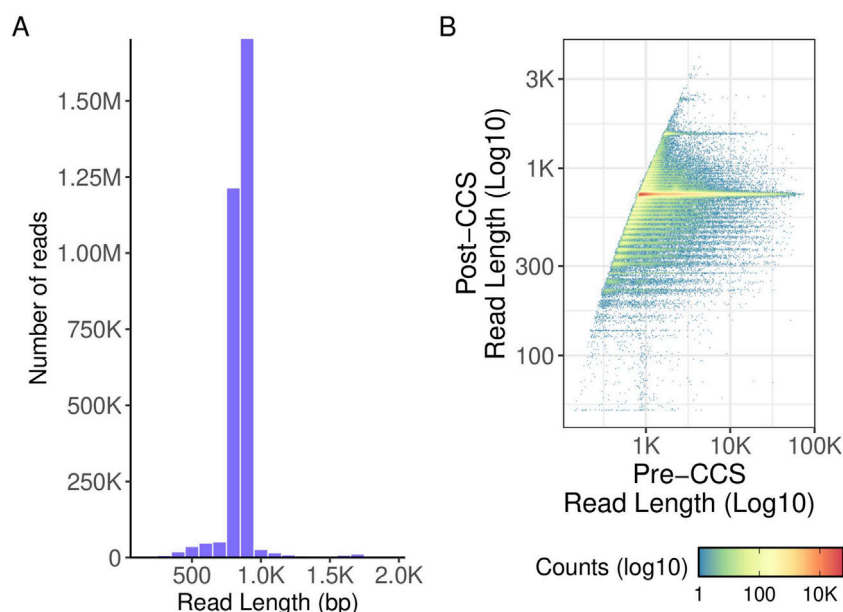 A
Number of reads
1.50M
1.25M
1.00M
750K
500K
250K
0
500
1.0K
1.5K
2.0K
Read Length (bp)
B
Post-CCS
Read Length (Log10)
3K
1K
300
100
1K
10K
100K
Pre-CCS
Read Length (Log10)
Counts (log10)
1
100
10K